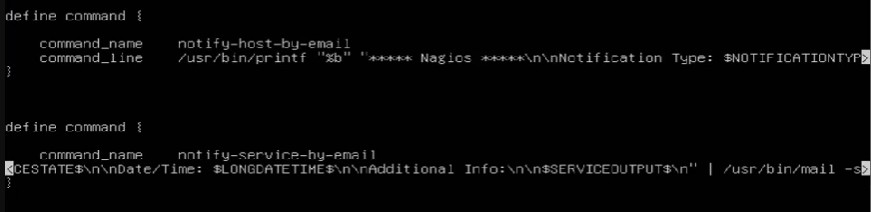 define command {
command_name notify-host-by-email
command_line /usr/bin/printf "%b" "***** Nagios *****\n\nNotification Type: $NOTIFICATIONTYP>
}
define command {
command_name notify-service-by-email
<CESTATE$\n\nDate/Time: $LONGDATETIME$\n\nAdditional Info:\n\n$SERVICEOUTPUT$\n" | /usr/bin/mail -s>
}